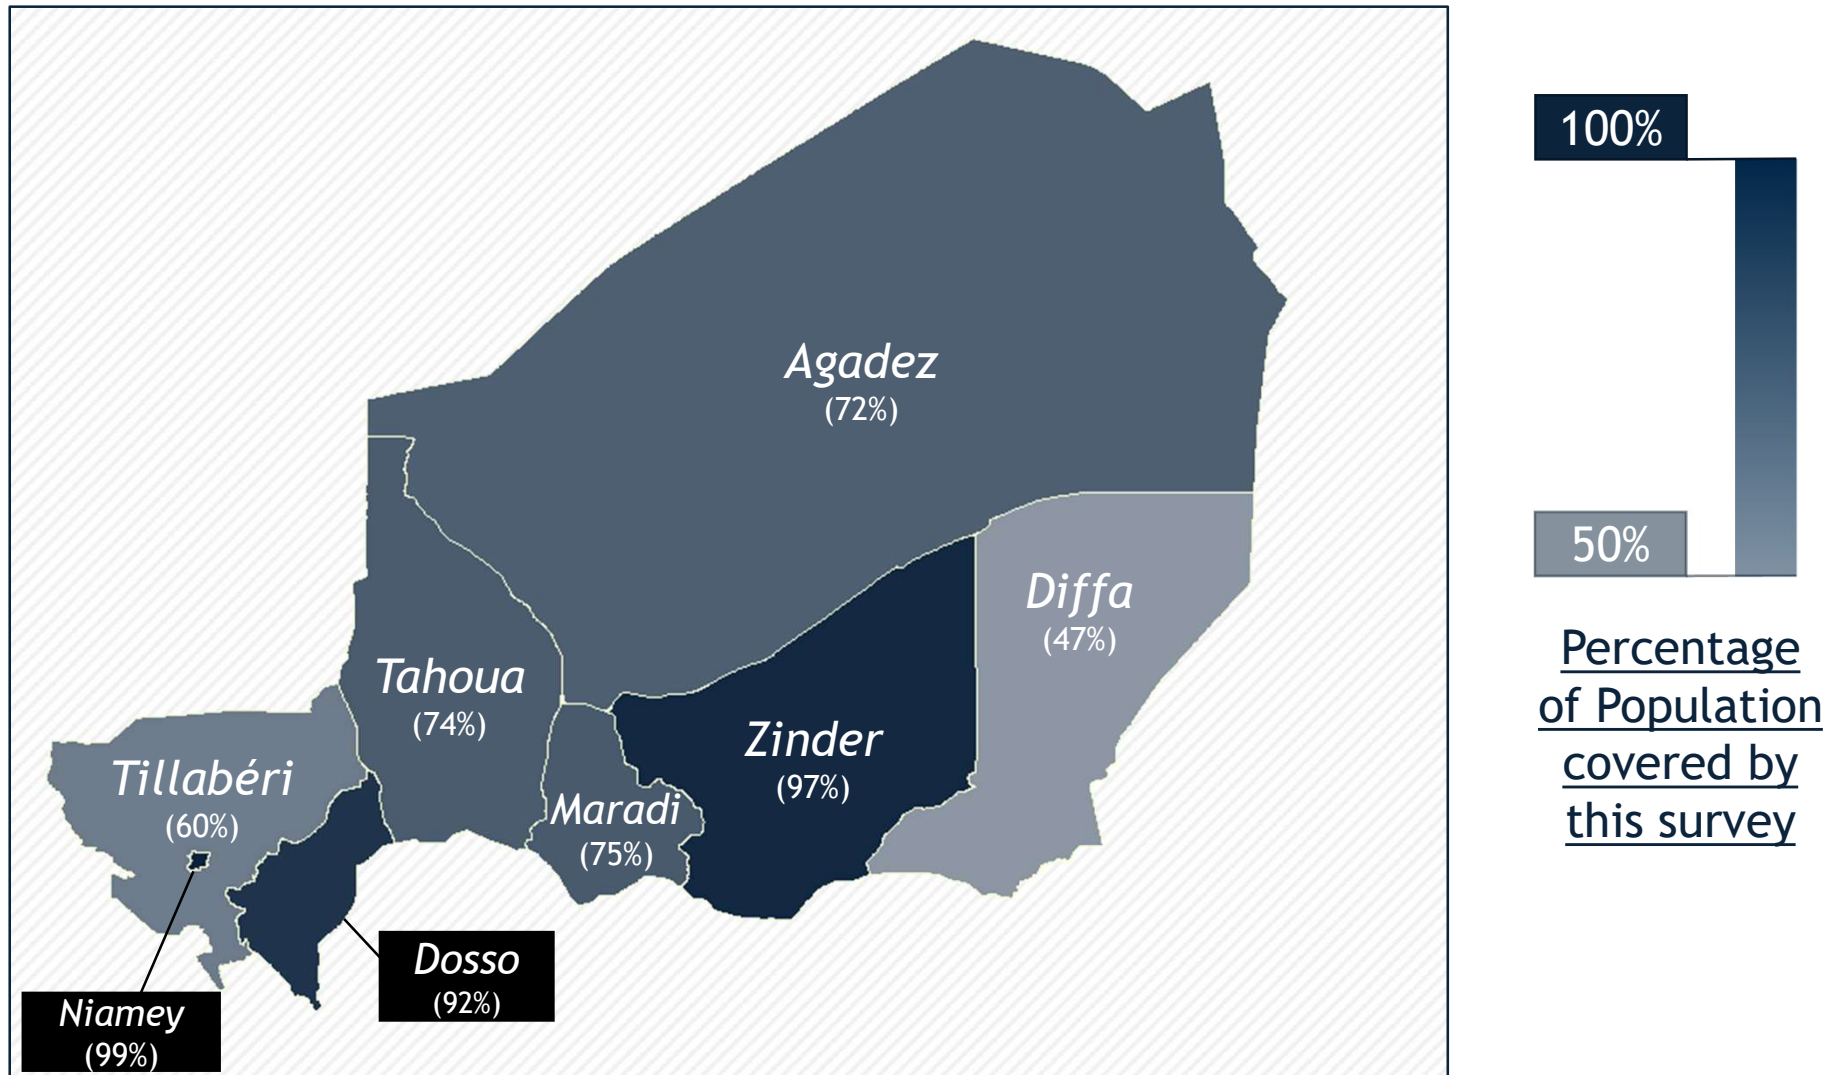 Agadez
(72%)
Diffa
(47%)
Tahoua
(74%)
Zinder
(97%)
Tillabéri
(60%)
Maradi
(75%)
Dosso
(92%)
Niamey
(99%)
100%
50%
Percentage
of Population
covered by
this survey